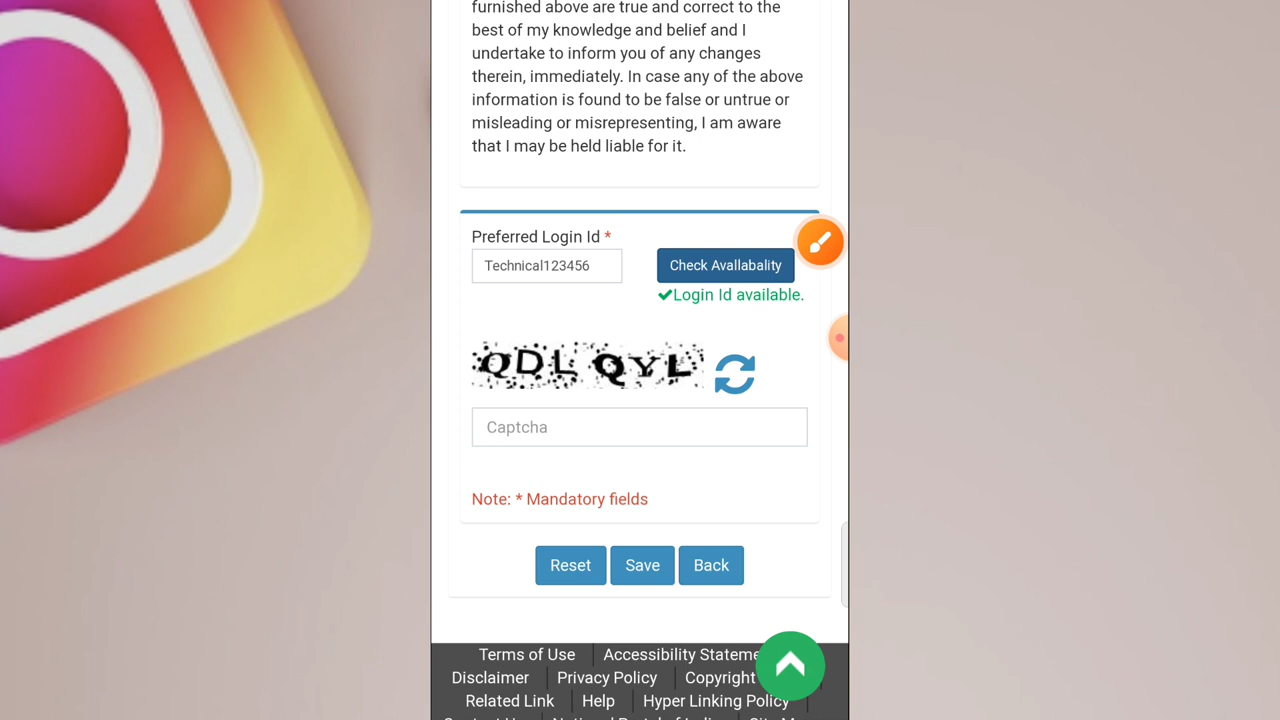 furnished above are true and correct to the
best of my knowledge and belief and I
undertake to inform you of any changes
therein, immediately. In case any of the above
information is found to be false or untrue or
misleading or misrepresenting, I am aware
that I may be held liable for it.
Preferred Login Id *
Technical123456
Check Avallabality
Login Id available.
QDL QYL
Captcha
Note: * Mandatory fields
Reset Save Back
Terms of Use Accessibility Stateme
Disclaimer Privacy Policy Copyright
Related Link Help Hyper Linking Policy